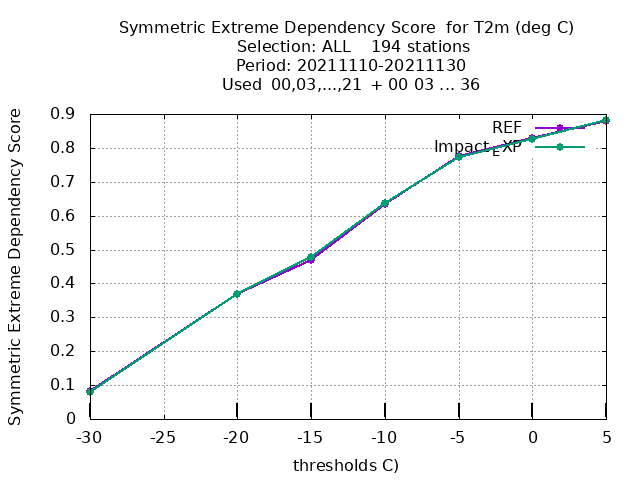 Symmetric Extreme Dependency Score for T2m (deg C)
Selection: ALL 194 stations
Period: 20211110-20211130
Used 00,03,...,21 + 00 03 ... 36
Symmetric Extreme Dependency Score
0.9
0.8
0.7
0.6
0.5
0.4
0.3
0.2
0.1
0
REF
Impact_EXP
-30 -25 -20 -15 -10 -5 0 5
thresholds C)